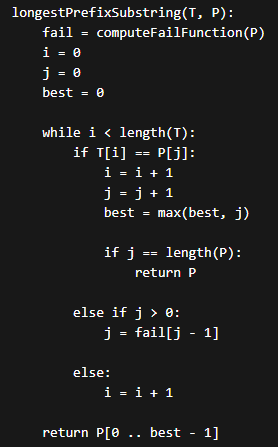 longestPrefixSubstring(T, P):
    fail = computeFailFunction(P)
    i = 0
    j = 0
    best = 0

    while i < length(T):
        if T[i] == P[j]:
            i = i + 1
            j = j + 1
            best = max(best, j)

            if j == length(P):
                return P

        else if j > 0:
            j = fail[j - 1]

        else:
            i = i + 1

    return P[0 .. best - 1]